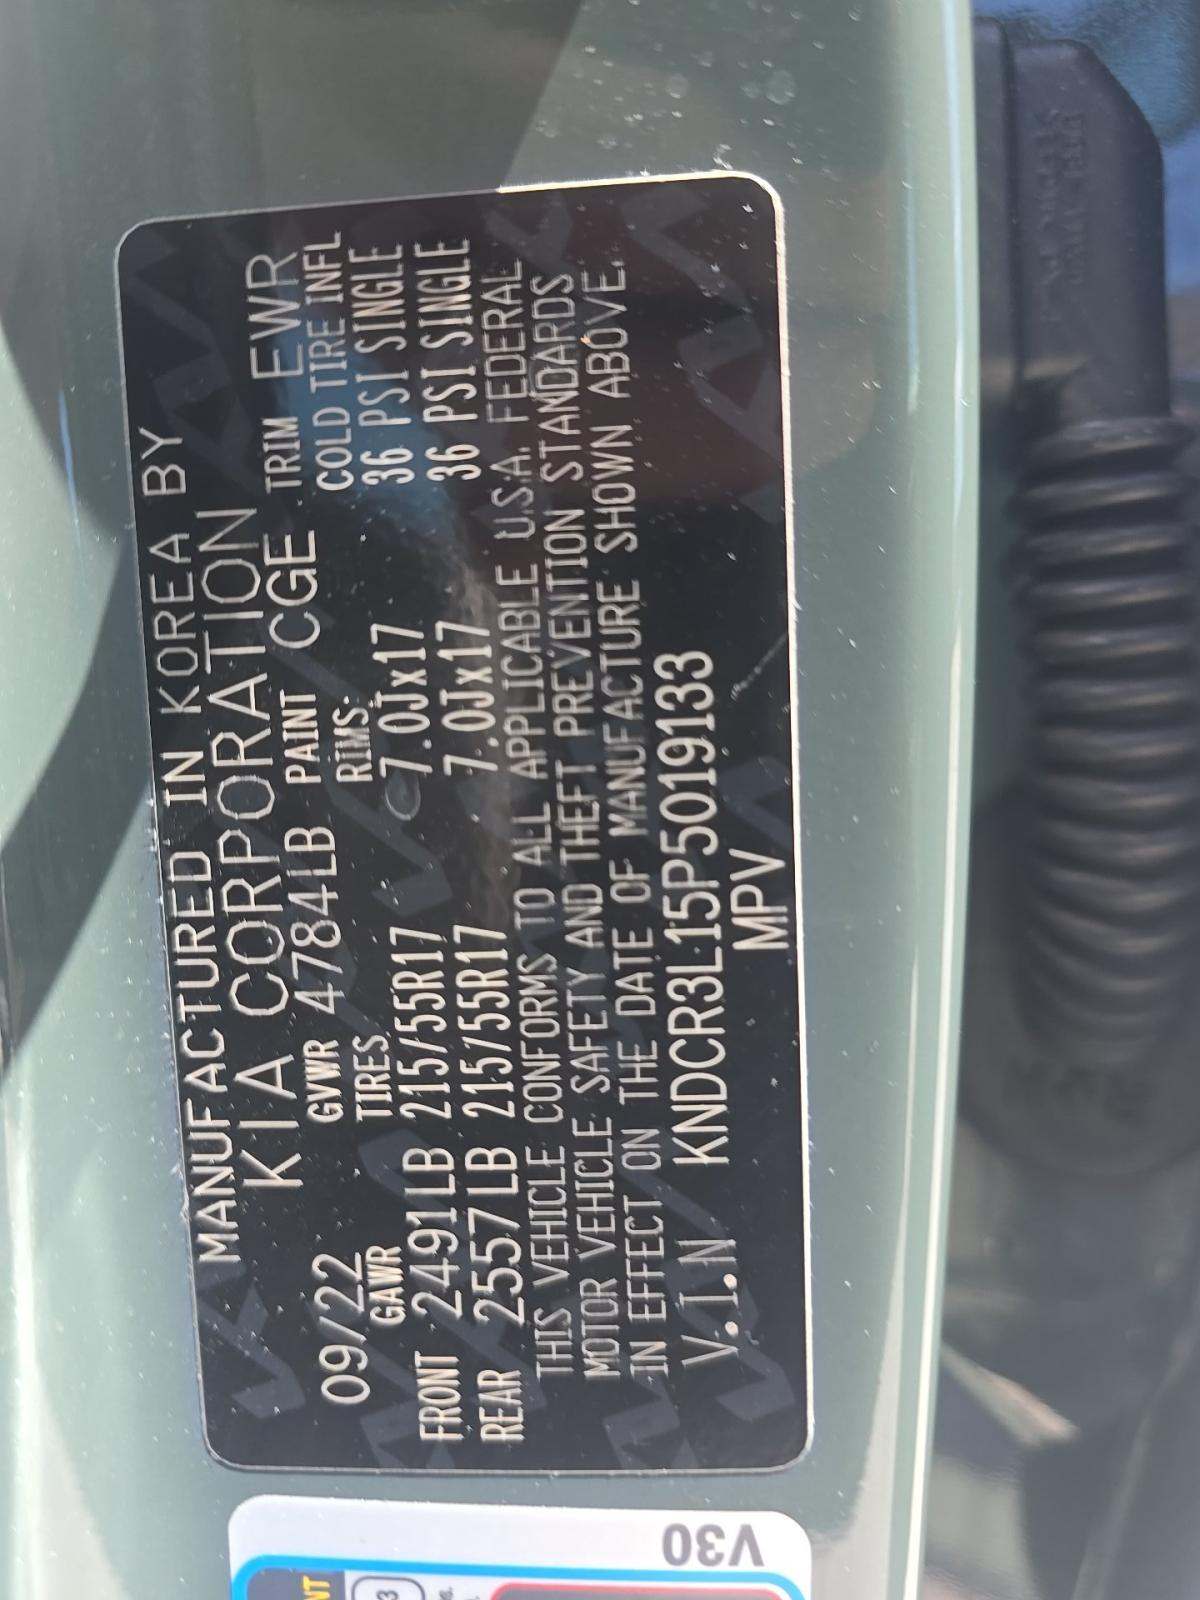 MANUFACTURED IN KOREA BY
KIA CORPORATION
09/22 GVWR 4784LB PAINT CGE TRIM EWR
GAWR TIRES RIMS: COLD TIRE INFL
FRONT 2491LB 215/55R17 7.0Jx17 36 PSI SINGLE
REAR 2557LB 215/55R17 7.0Jx17 36 PSI SINGLE
THIS VEHICLE CONFORMS TO ALL APPLICABLE U.S.A. FEDERAL
MOTOR VEHICLE SAFETY AND THEFT PREVENTION STANDARDS
IN EFFECT ON THE DATE OF MANUFACTURE SHOWN ABOVE.
V.I.N KNDCR3L15P5019133
MPV
V30